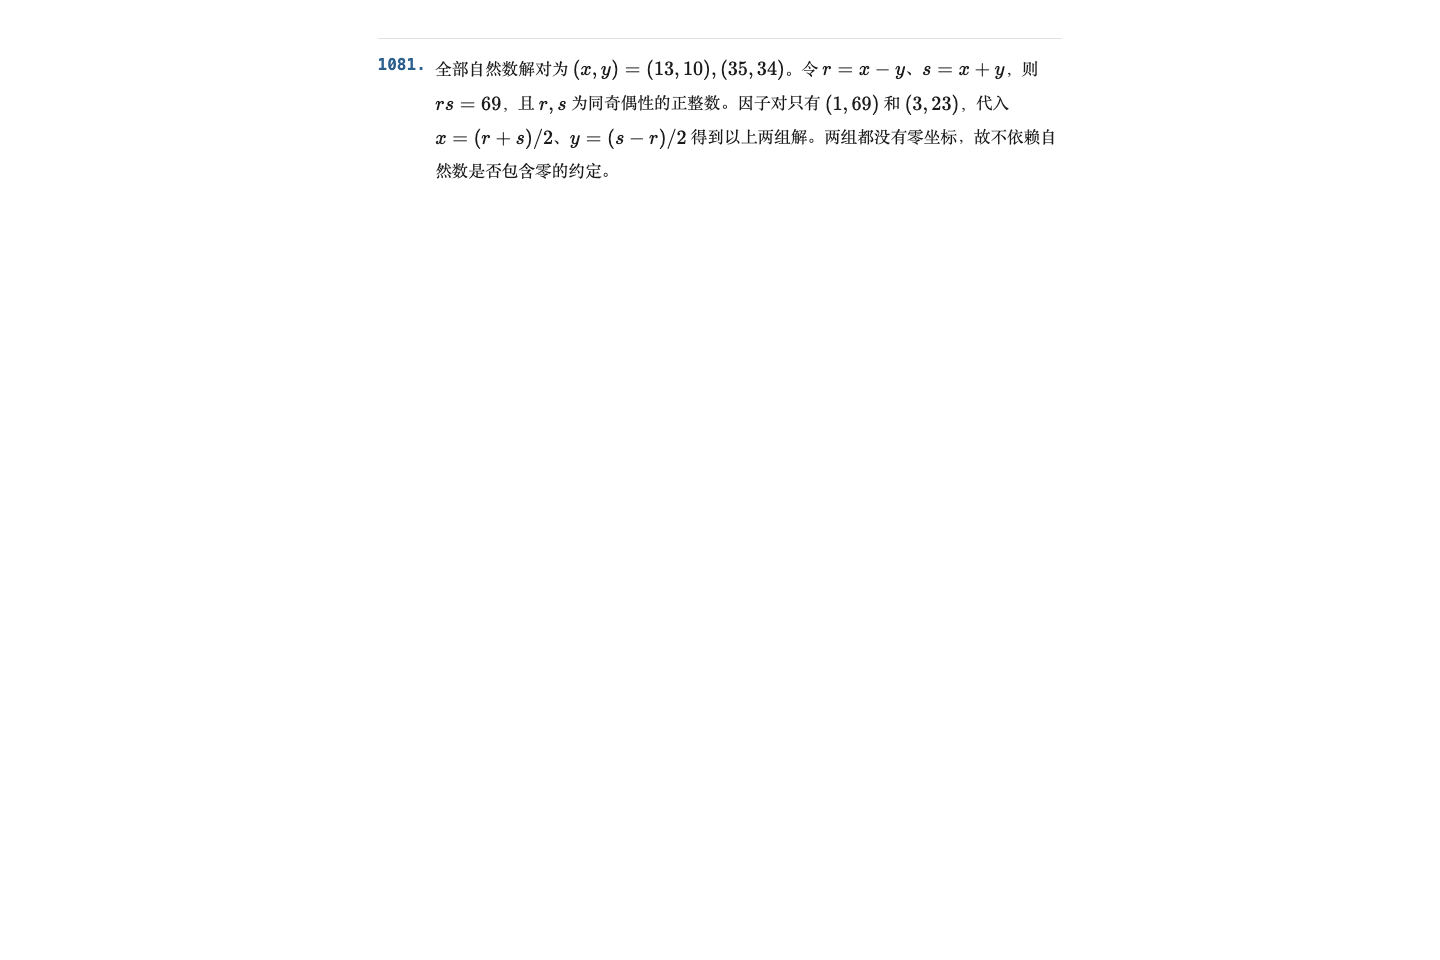 1081. 全部自然数解对为 (x, y) = (13, 10), (35, 34)。令 r = x − y、s = x + y，则
rs = 69，且 r, s 为同奇偶性的正整数。因子对只有 (1, 69) 和 (3, 23)，代入
x = (r + s)/2、y = (s − r)/2 得到以上两组解。两组都没有零坐标，故不依赖自
然数是否包含零的约定。